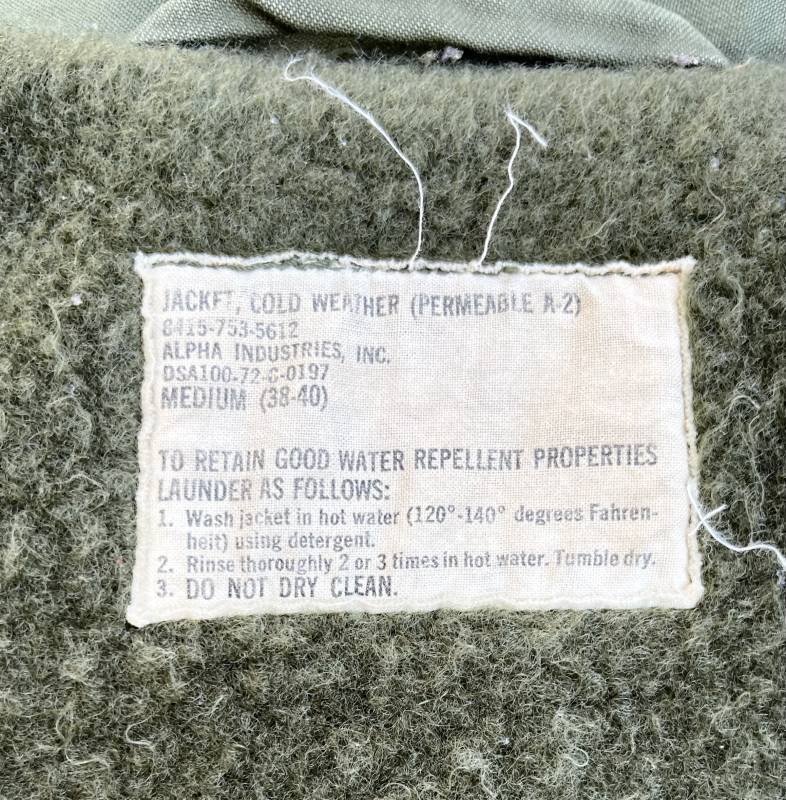 JACKET, COLD WEATHER (PERMEABLE A-2)
8415-753-5612
ALPHA INDUSTRIES, INC.
DSA100-72-C-0197
MEDIUM (38-40)
TO RETAIN GOOD WATER REPELLENT PROPERTIES
LAUNDER AS FOLLOWS:
1. Wash jacket in hot water (120°-140° degrees Fahren-
heit) using detergent.
2. Rinse thoroughly 2 or 3 times in hot water. Tumble dry.
3. DO NOT DRY CLEAN.